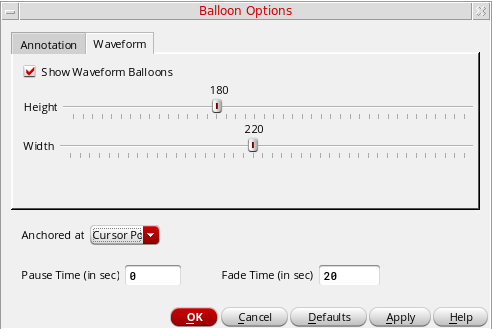 Balloon Options
Annotation Waveform
Show Waveform Balloons
180
Height
220
Width
Anchored at Cursor Po
Pause Time (in sec) 0 Fade Time (in sec) 20
OK Cancel Defaults Apply Help